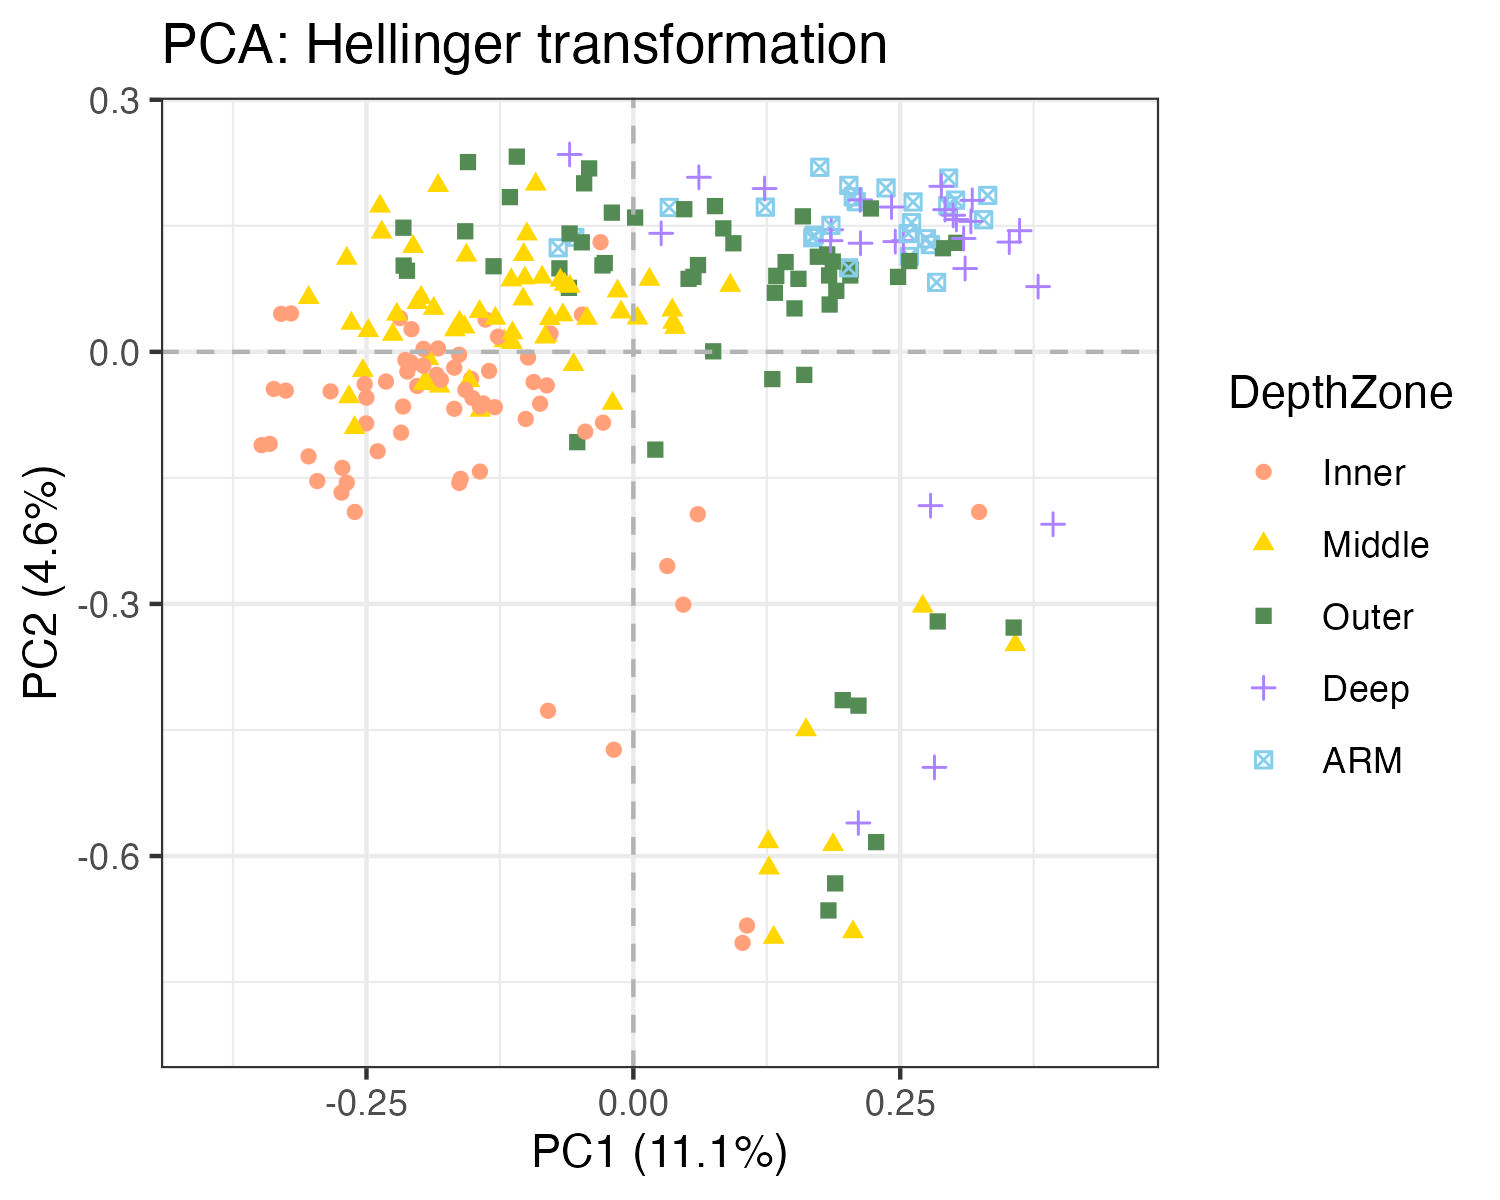 PCA: Hellinger transformation
0.3
0.0
-0.3
-0.6
PC2 (4.6%)
-0.25
0.00
0.25
PC1 (11.1%)
DepthZone
Inner
Middle
Outer
Deep
ARM